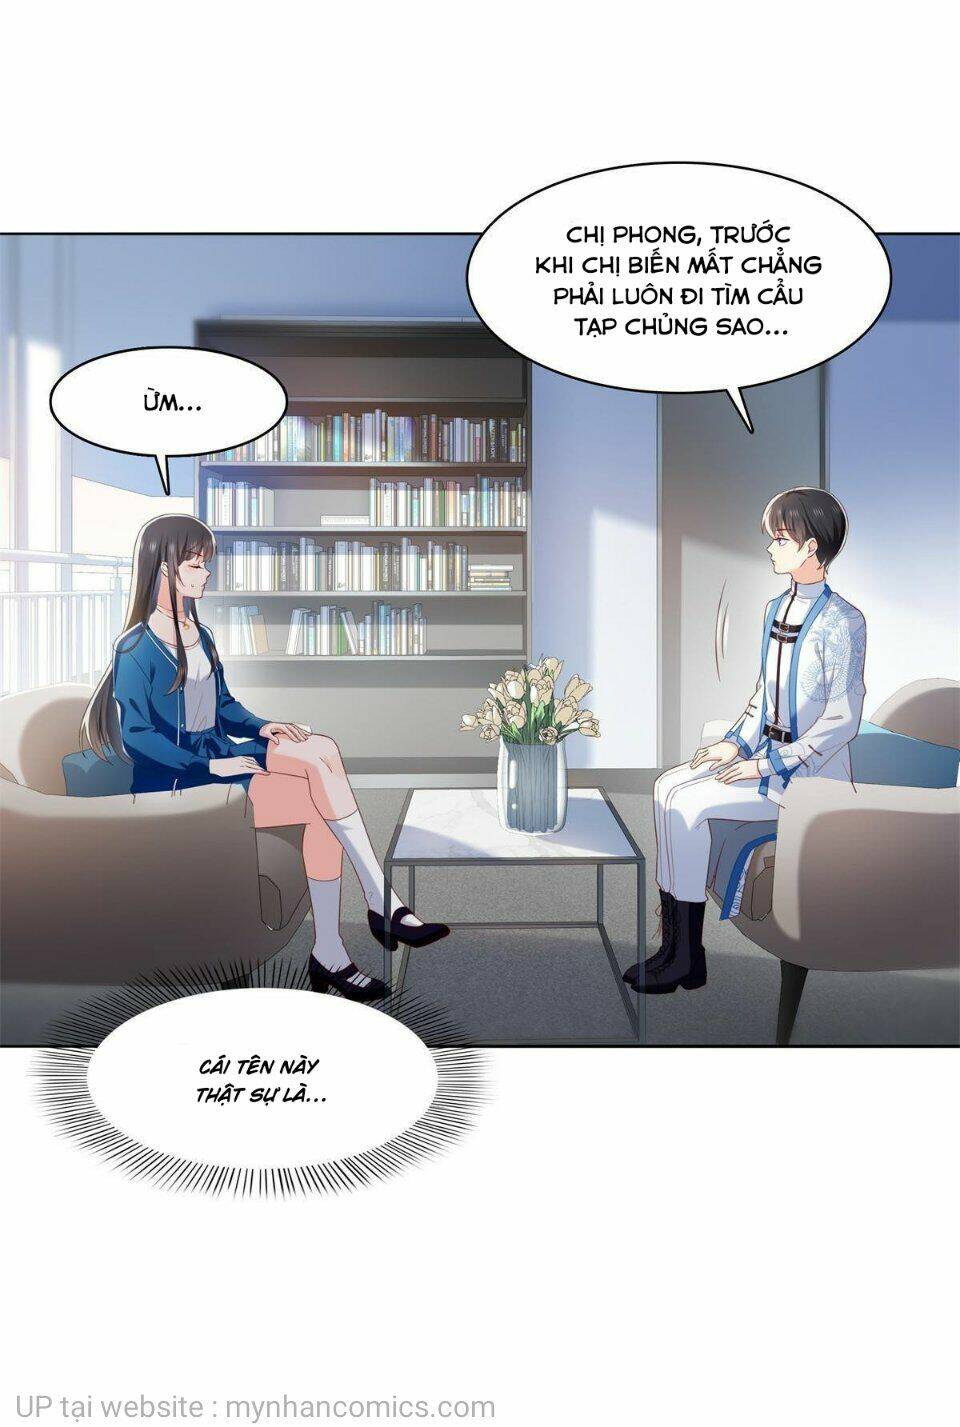 CHỊ PHONG, TRƯỚC
KHI CHỊ BIẾN MẤT CHẲNG
PHẢI LUÔN ĐI TÌM CẨU
TẠP CHỦNG SAO...
ỪM...
CÁI TÊN NÀY
THẬT SỰ LÀ...
UP tại website : mynhancomics.com